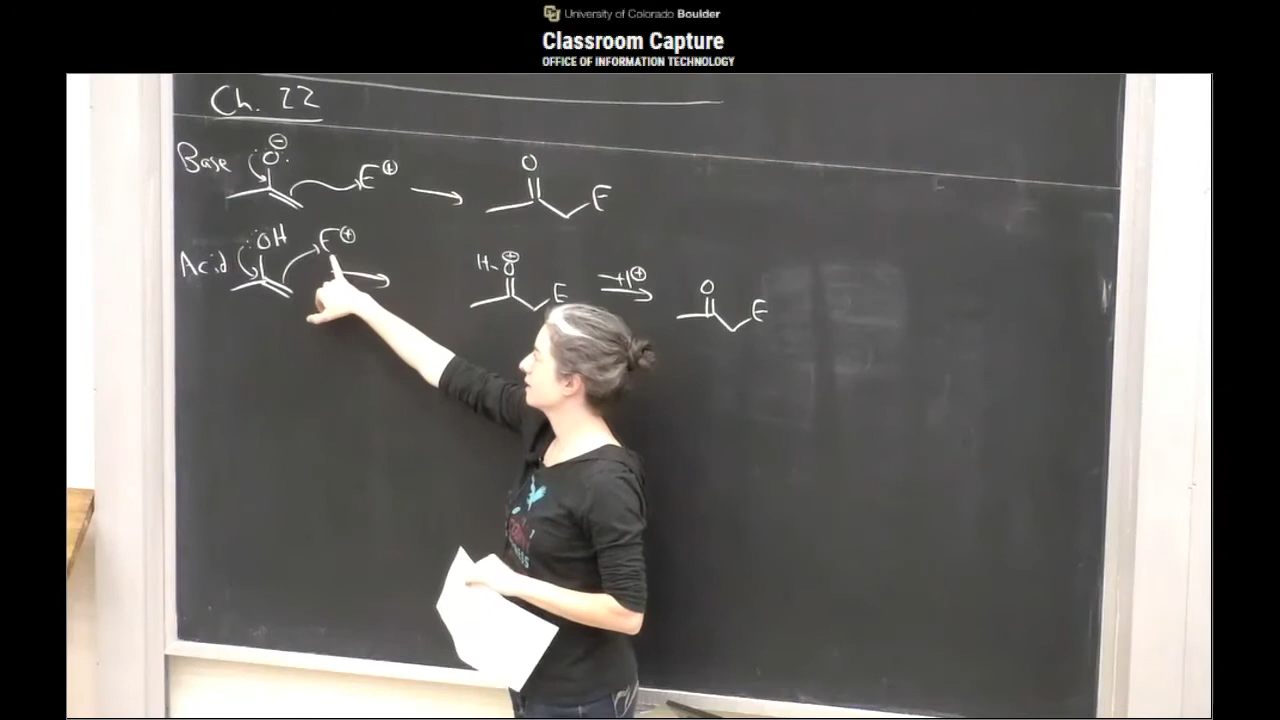 University of Colorado Boulder
Classroom Capture
OFFICE OF INFORMATION TECHNOLOGY
Ch. 22
Base O ⊖ E ⊕ → O E
Acid OH E ⊕ → H-O ⊕ E -H ⊕ → O E